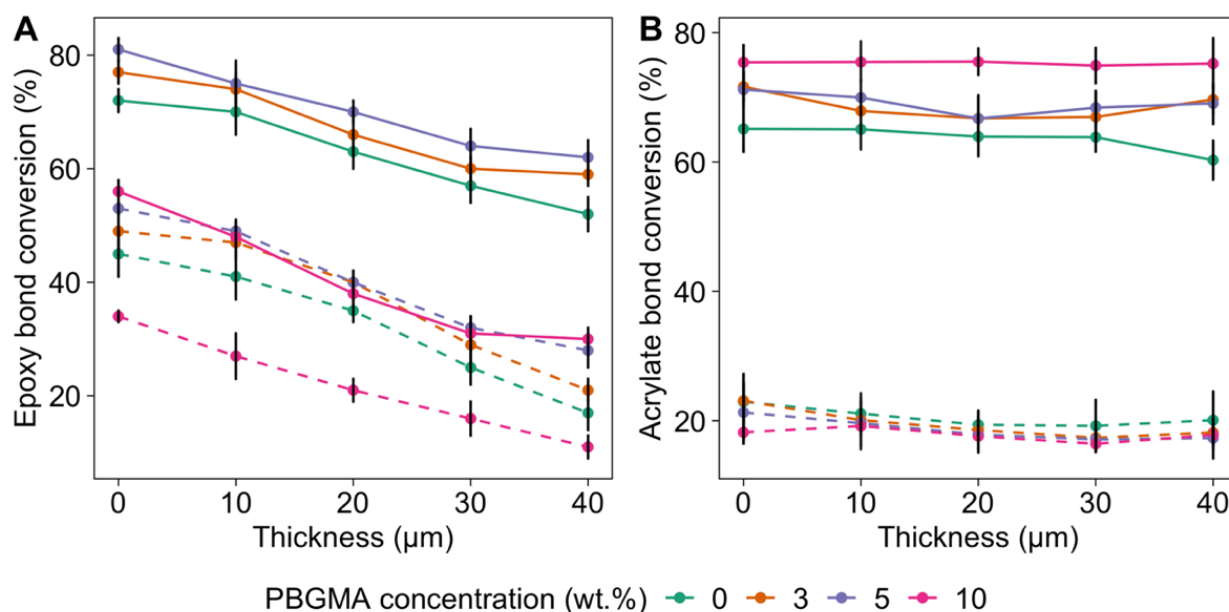 A
Epoxy bond conversion (%)
80
60
40
20
0 10 20 30 40
Thickness (µm)
B
Acrylate bond conversion (%)
80
60
40
20
0 10 20 30 40
Thickness (µm)
PBGMA concentration (wt.%) 0 3 5 10